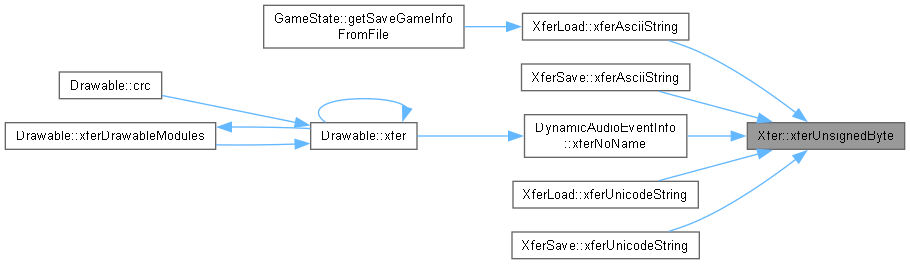 GameState::getSaveGameInfo
FromFile
XferLoad::xferAsciiString
Drawable::crc
XferSave::xferAsciiString
Drawable::xferDrawableModules
Drawable::xfer
DynamicAudioEventInfo
::xferNoName
Xfer::xferUnsignedByte
XferLoad::xferUnicodeString
XferSave::xferUnicodeString